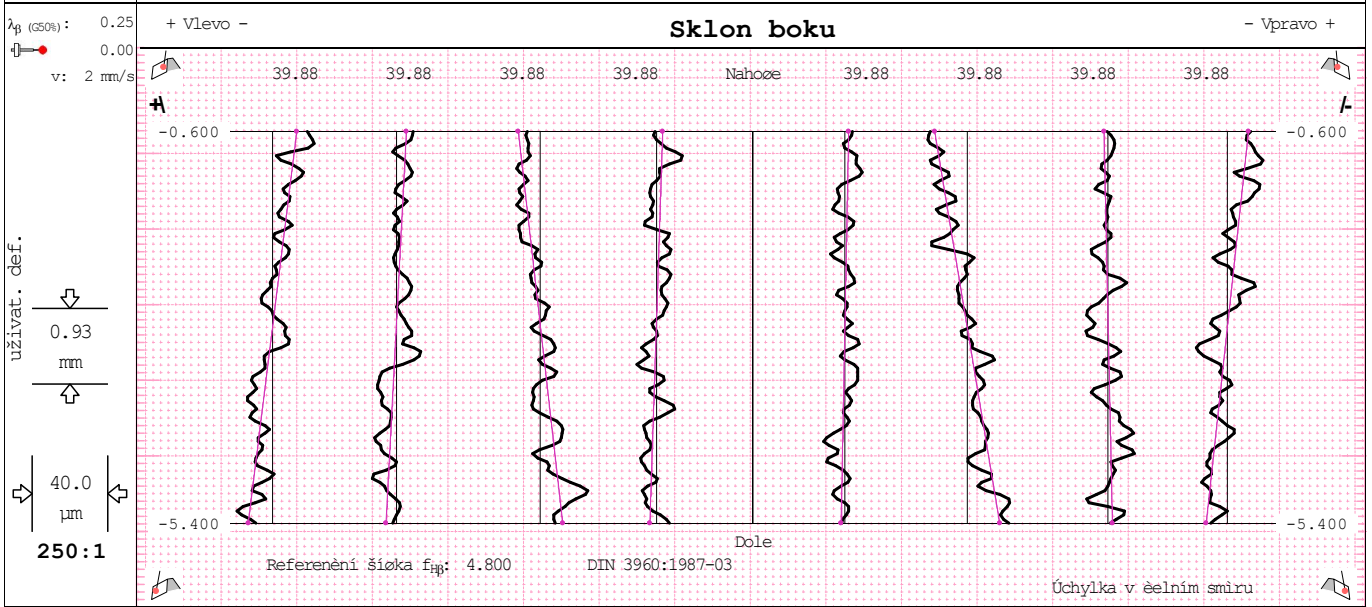 λβ (G50%): 0.25
0.00
v: 2 mm/s
+ Vlevo -
Sklon boku
- Vpravo +
39.88 39.88 39.88 39.88 Nahoøe 39.88 39.88 39.88 39.88
+\
/-
-0.600 -0.600
uživat. def.
0.93
mm
40.0
µm
250:1
-5.400 -5.400
Dole
Referenèní šíøka fHβ: 4.800 DIN 3960:1987-03
Úchylka v èelním smìru